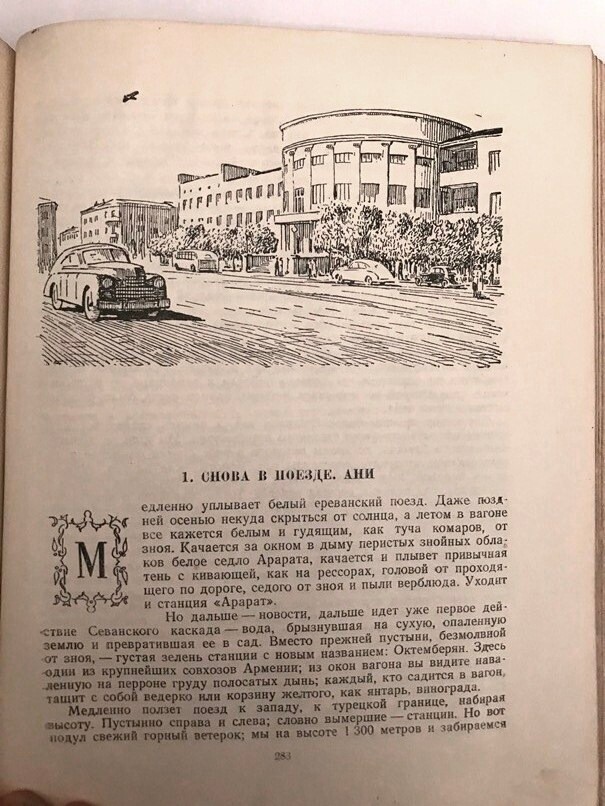 1. СНОВА В ПОЕЗДЕ. АНИ
Медленно уплывает белый ереванский поезд. Даже позд-
ней осенью некуда скрыться от солнца, а летом в вагоне
все кажется белым и гудящим, как туча комаров, от
зноя. Качается за окном в дыму перистых знойных обла-
ков белое седло Арарата, качается и плывет привычная
тень с кивающей, как на рессорах, головой от проходя-
щего по дороге, седого от зноя и пыли верблюда. Уходит
и станция «Арарат».
Но дальше — новости, дальше идет уже первое дей-
ствие Севанского каскада — вода, брызнувшая на сухую, опаленную
землю и превратившая ее в сад. Вместо прежней пустыни, безмолвной
от зноя, — густая зелень станции с новым названием: Октемберян. Здесь
один из крупнейших совхозов Армении; из окон вагона вы видите нава-
ленную на перроне груду полосатых дынь; каждый, кто садится в вагон,
тащит с собой ведерко или корзину желтого, как янтарь, винограда.
Медленно ползет поезд к западу, к турецкой границе, набирая
высоту. Пустынно справа и слева; словно вымершие — станции. Но вот
подул свежий горный ветерок; мы на высоте 1 300 метров и забираемся
283